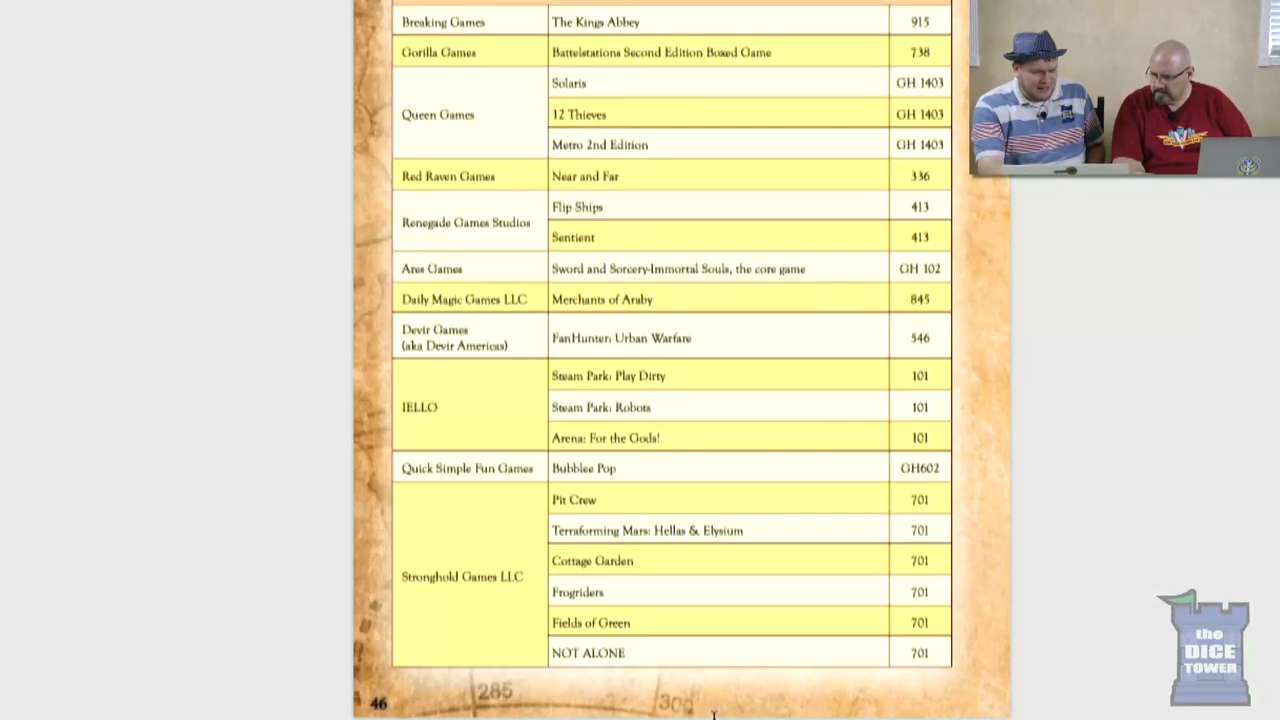 Breaking Games The Kings Abbey 915
Gorilla Games Battelstations Second Edition Boxed Game 738
Queen Games
Solaris GH 1403
12 Thieves GH 1403
Metro 2nd Edition GH 1403
Red Raven Games Near and Far 336
Renegade Games Studios
Flip Ships 413
Sentient 413
Ares Games Sword and Sorcery-Immortal Souls, the core game GH 102
Daily Magic Games LLC Merchants of Araby 845
Devir Games
(aka Devir Americas)
FanHunter: Urban Warfare 546
IELLO
Steam Park: Play Dirty 101
Steam Park: Robots 101
Arena: For the Gods! 101
Quick Simple Fun Games Bubblee Pop GH602
Stronghold Games LLC
Pit Crew 701
Terraforming Mars: Hellas & Elysium 701
Cottage Garden 701
Frogriders 701
Fields of Green 701
NOT ALONE 701
46
285
300
the
DICE
TOWER